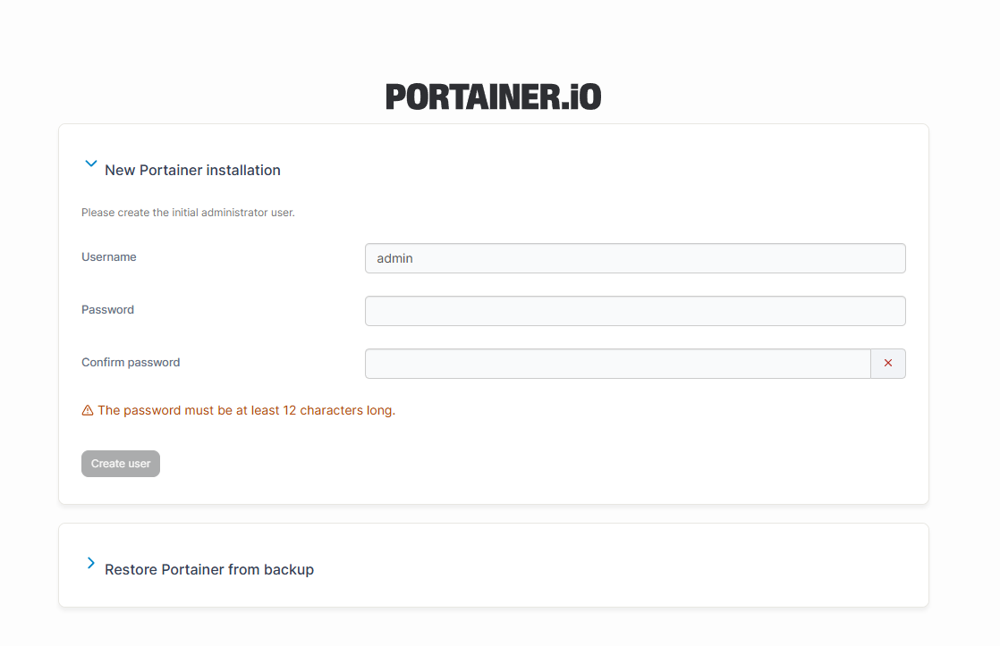 PORTAINER.iO
New Portainer installation
Please create the initial administrator user.
Username
admin
Password
Confirm password
The password must be at least 12 characters long.
Create user
Restore Portainer from backup